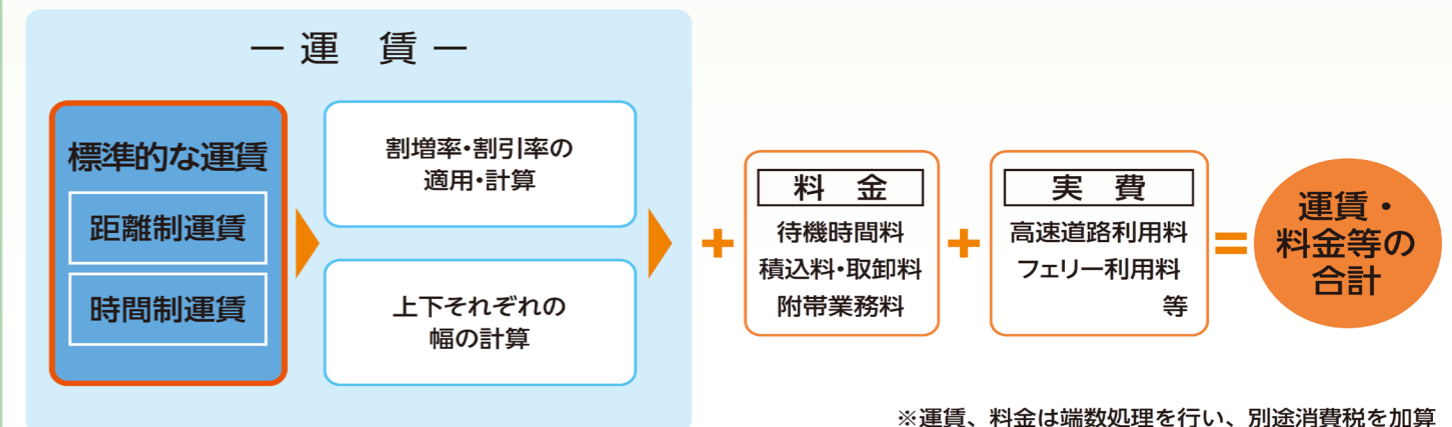 ー 運 賃 ー
標準的な運賃
距離制運賃
時間制運賃
割増率・割引率の
適用・計算
上下それぞれの
幅の計算
+
料 金
待機時間料
積込料・取卸料
附帯業務料
+
実 費
高速道路利用料
フェリー利用料
等
=
運賃・
料金等の
合計
※運賃、料金は端数処理を行い、別途消費税を加算